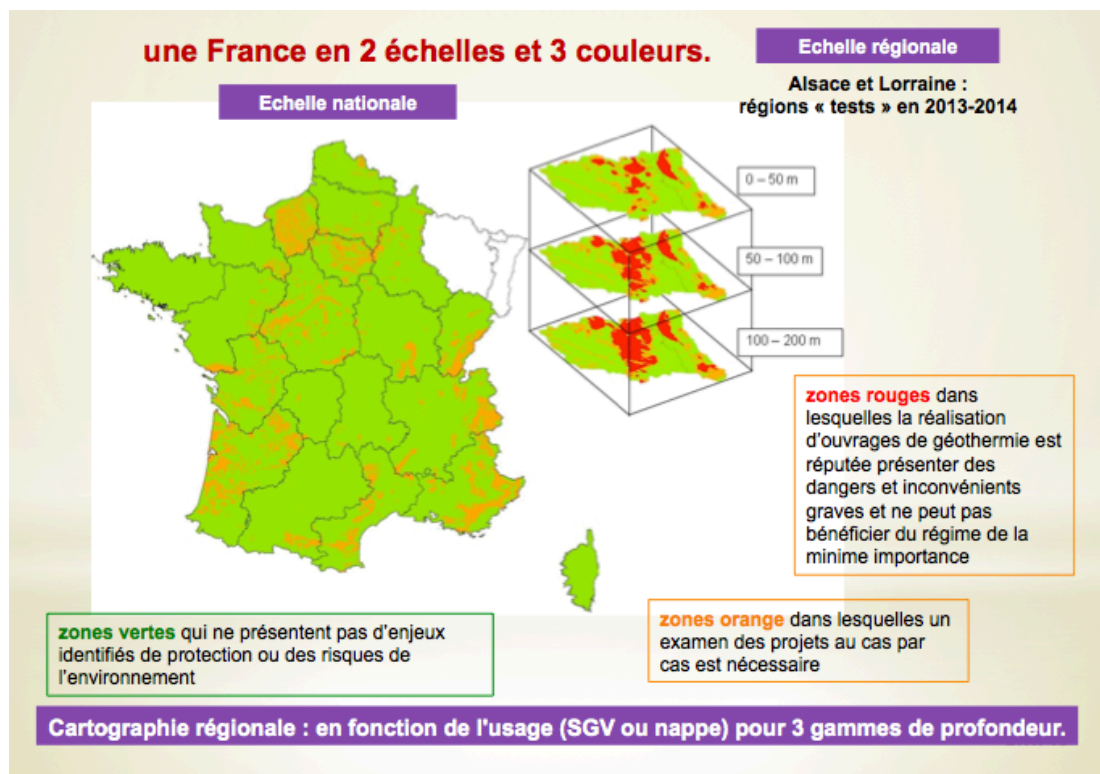 une France en 2 échelles et 3 couleurs.
Echelle régionale
Alsace et Lorraine :
régions « tests » en 2013-2014
Echelle nationale
0 – 50 m
50 – 100 m
100 – 200 m
zones rouges dans
lesquelles la réalisation
d'ouvrages de géothermie est
réputée présenter des
dangers et inconvénients
graves et ne peut pas
bénéficier du régime de la
minime importance
zones vertes qui ne présentent pas d'enjeux
identifiés de protection ou des risques de
l'environnement
zones orange dans lesquelles un
examen des projets au cas par
cas est nécessaire
Cartographie régionale : en fonction de l'usage (SGV ou nappe) pour 3 gammes de profondeur.